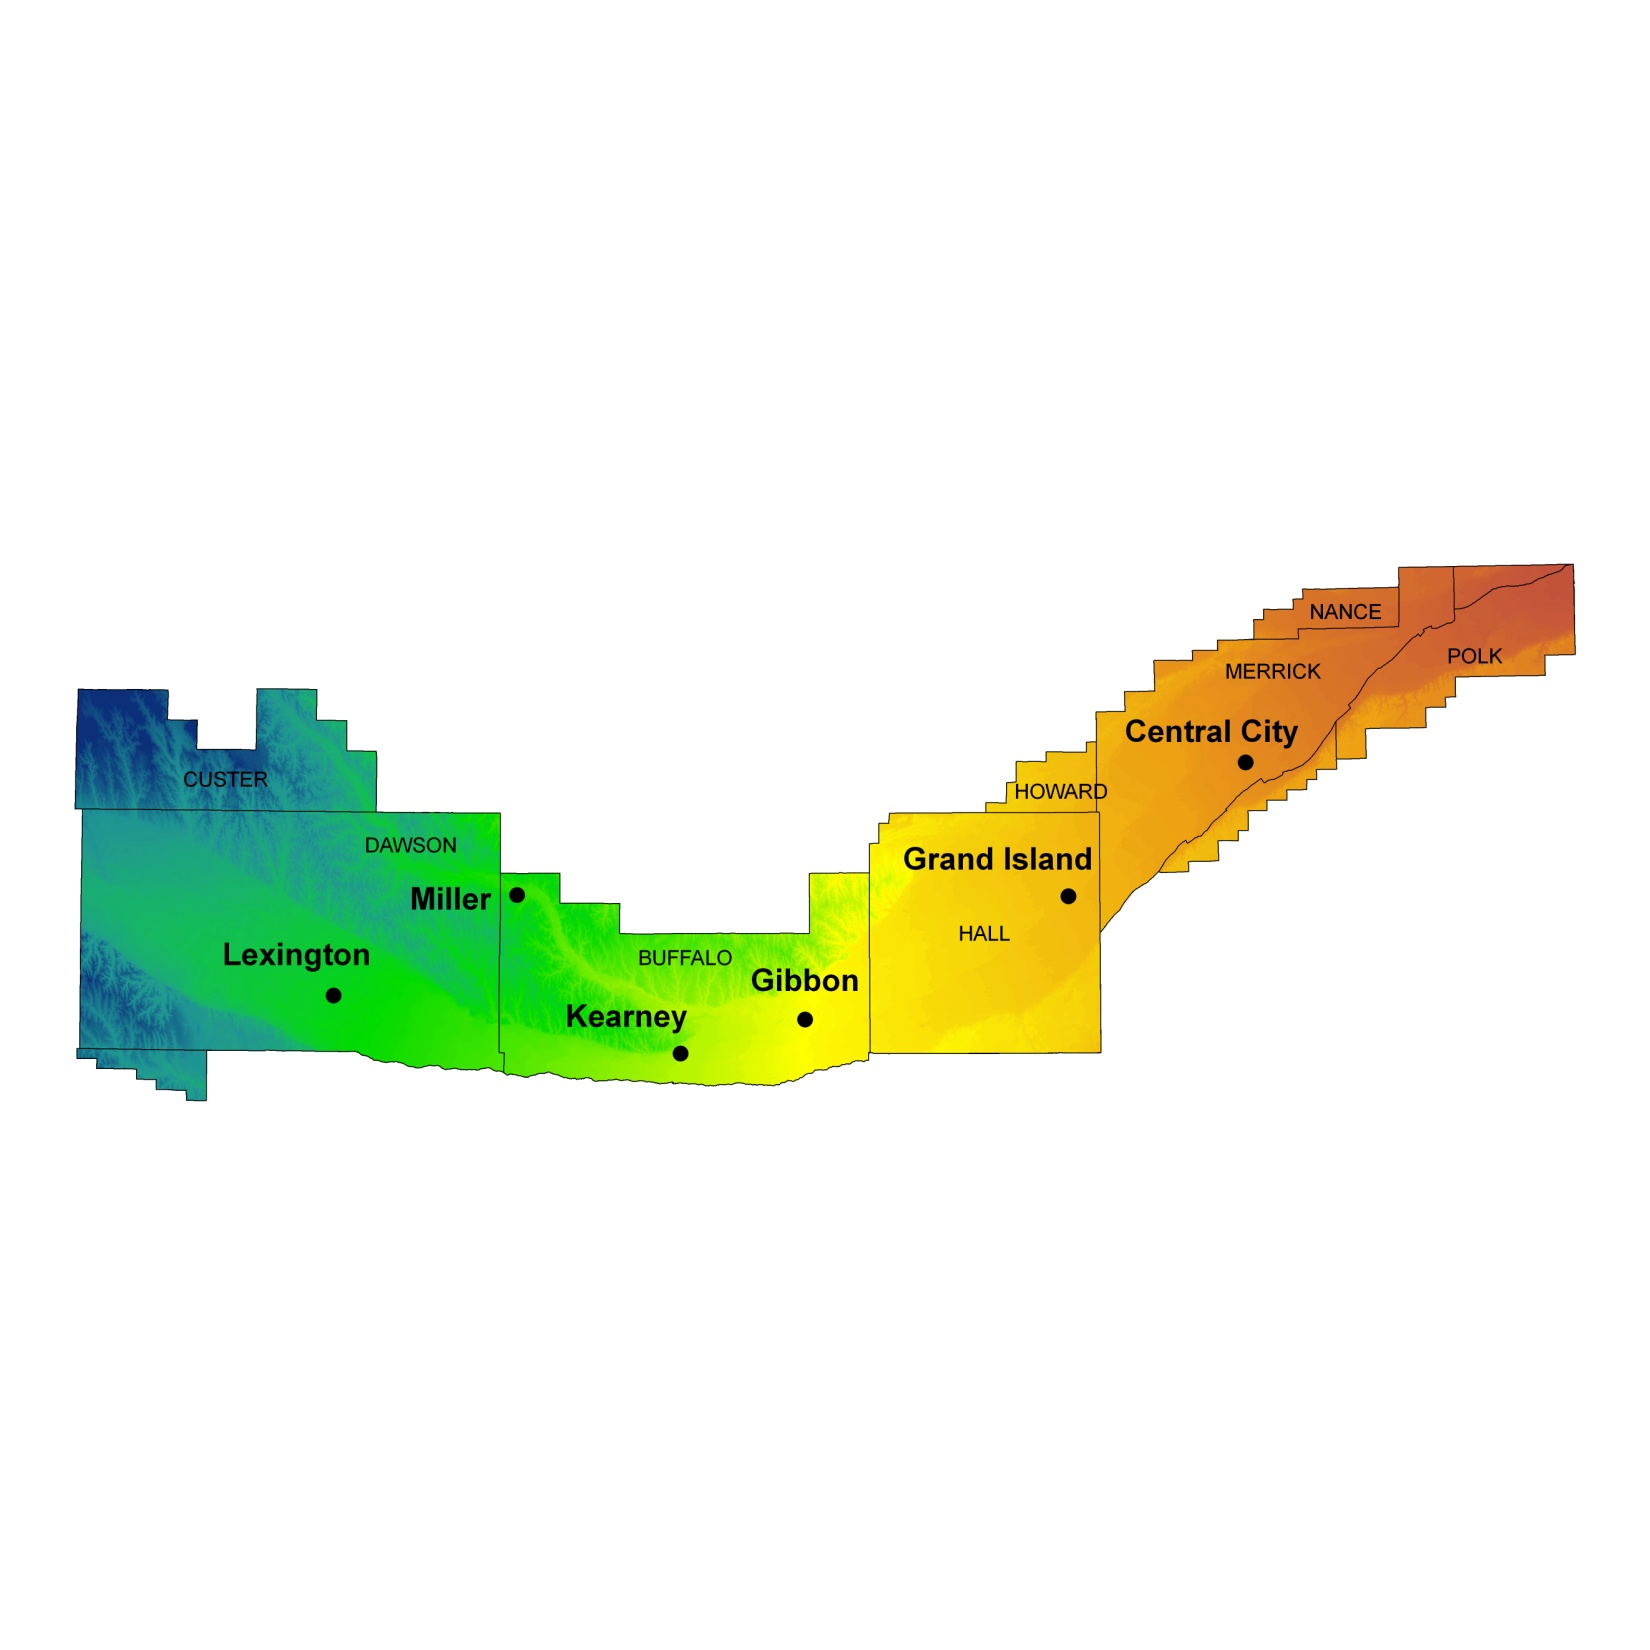 NANCE
POLK
MERRICK
Central City
CUSTER
HOWARD
DAWSON
Grand Island
Miller
HALL
Lexington
BUFFALO
Gibbon
Kearney